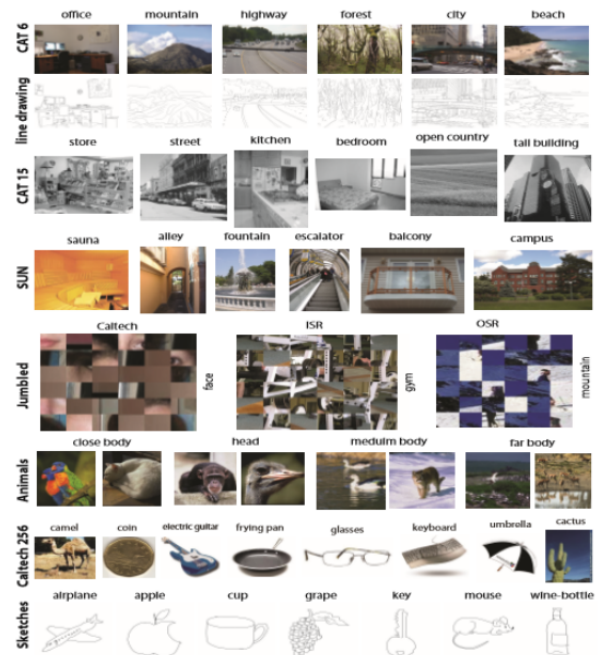 CAT 6
office mountain highway forest city beach
line drawing
CAT 15
store street kitchen bedroom open country tall building
SUN
sauna alley fountain escalator balcony campus
Jumbled
Caltech ISR OSR
face gym mountain
Animals
close body head meduim body far body
Caltech 256
camel coin electric guitar frying pan glasses keyboard umbrella cactus
Sketches
airplane apple cup grape key mouse wine-bottle